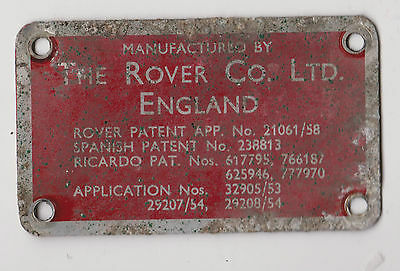 MANUFACTURED BY
THE ROVER CO. LTD.
ENGLAND
ROVER PATENT APP. No. 21061/58
SPANISH PATENT No. 238813
RICARDO PAT. Nos. 617795, 766187
625946, 777970
APPLICATION Nos. 32905/53
29207/54, 29208/54